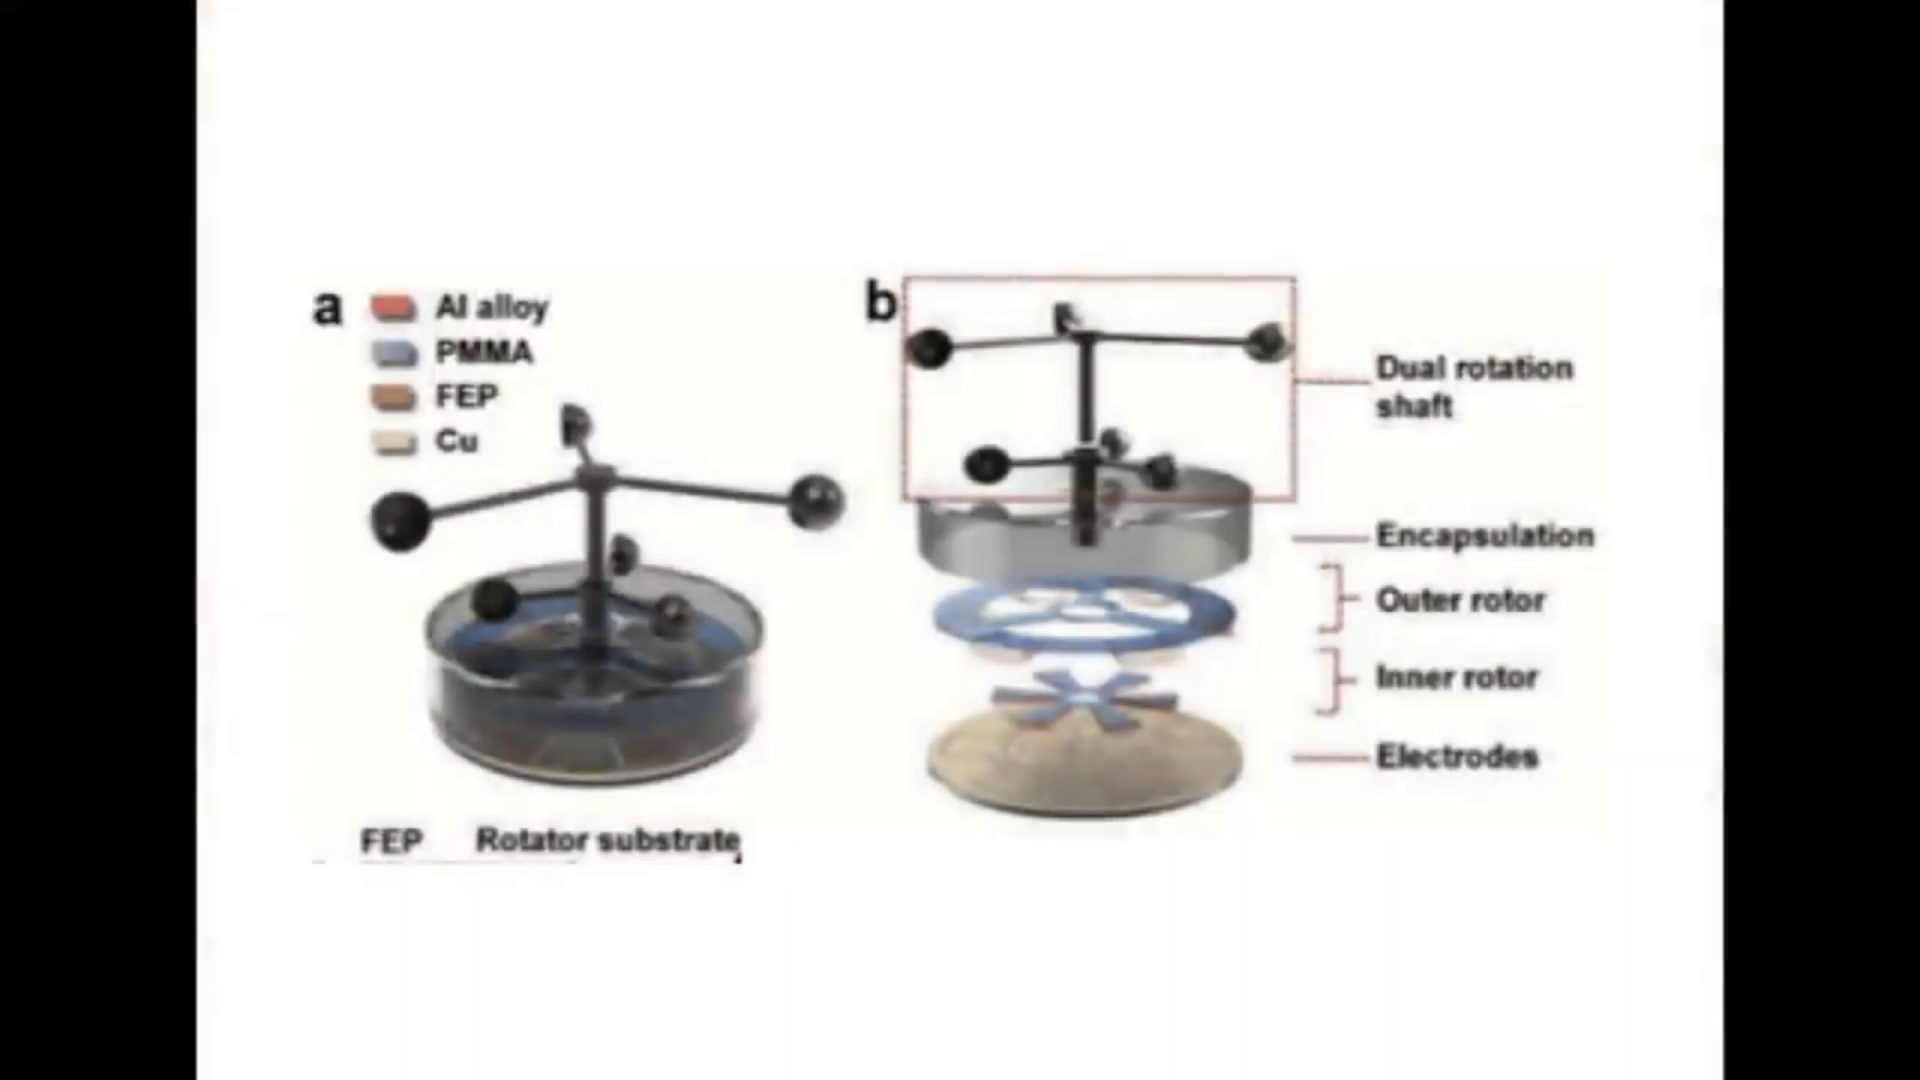 a
Al alloy
PMMA
FEP
Cu
FEP Rotator substrate
b
Dual rotation
shaft
Encapsulation
Outer rotor
Inner rotor
Electrodes